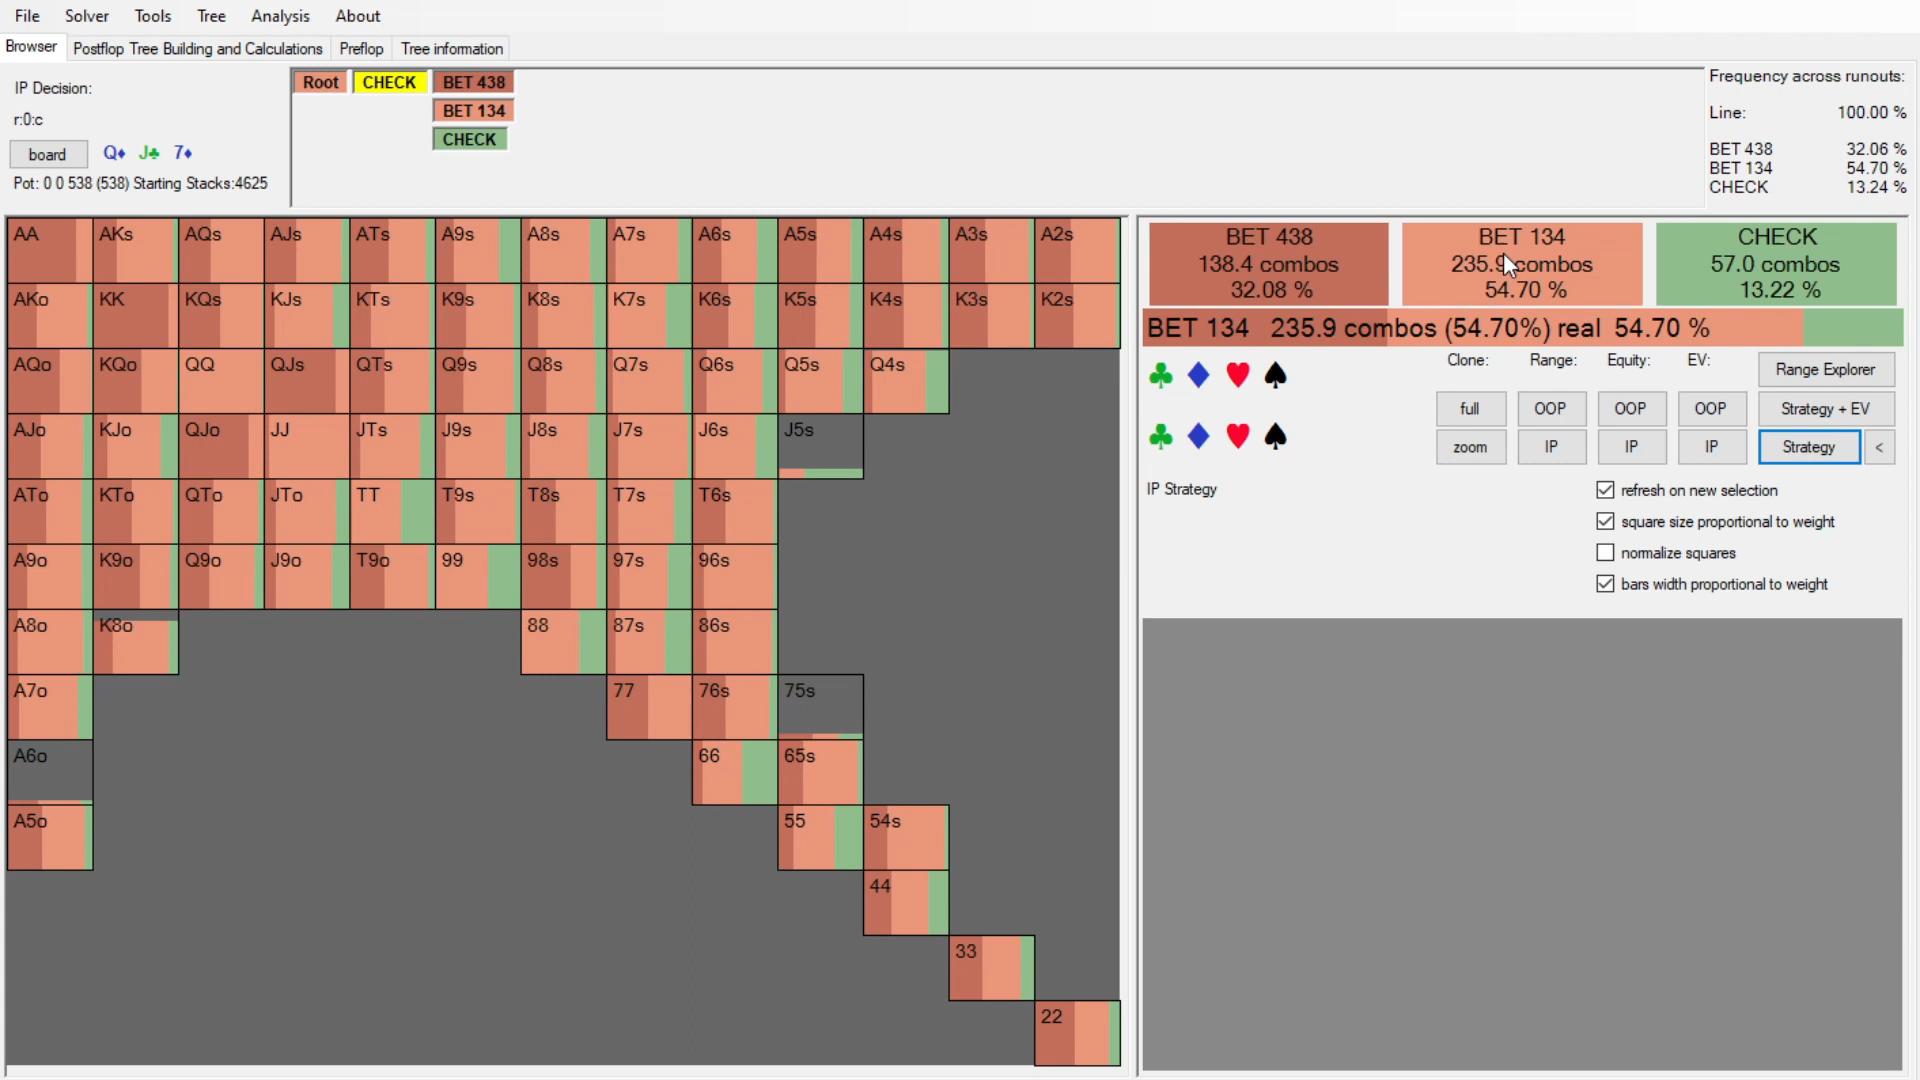 File Solver Tools Tree Analysis About
Browser Postflop Tree Building and Calculations Preflop Tree information
IP Decision:
r:0:c
board Q♦ J♣ 7♦
Pot: 0 0 538 (538) Starting Stacks:4625
Root CHECK BET 438
BET 134
CHECK
Frequency across runouts:
Line: 100.00 %
BET 438 32.06 %
BET 134 54.70 %
CHECK 13.24 %
AA AKs AQs AJs ATs A9s A8s A7s A6s A5s A4s A3s A2s
AKo KK KQs KJs KTs K9s K8s K7s K6s K5s K4s K3s K2s
AQo KQo QQ QJs QTs Q9s Q8s Q7s Q6s Q5s Q4s
AJo KJo QJo JJ JTs J9s J8s J7s J6s J5s
ATo KTo QTo JTo TT T9s T8s T7s T6s
A9o K9o Q9o J9o T9o 99 98s 97s 96s
A8o K8o 88 87s 86s
A7o 77 76s 75s
A6o 66 65s
A5o 55 54s
44
33
22
BET 438
138.4 combos
32.08 %
BET 134
235.9 combos
54.70 %
CHECK
57.0 combos
13.22 %
BET 134 235.9 combos (54.70%) real 54.70 %
♣ ♦ ♥ ♠
♣ ♦ ♥ ♠
Clone: Range: Equity: EV: Range Explorer
full OOP OOP OOP Strategy + EV
zoom IP IP IP Strategy <
IP Strategy
refresh on new selection
square size proportional to weight
normalize squares
bars width proportional to weight